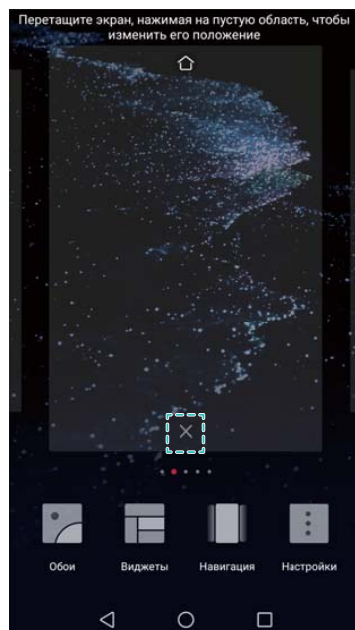 Перетащите экран, нажимая на пустую область, чтобы
изменить его положение
Обои
Виджеты
Навигация
Настройки